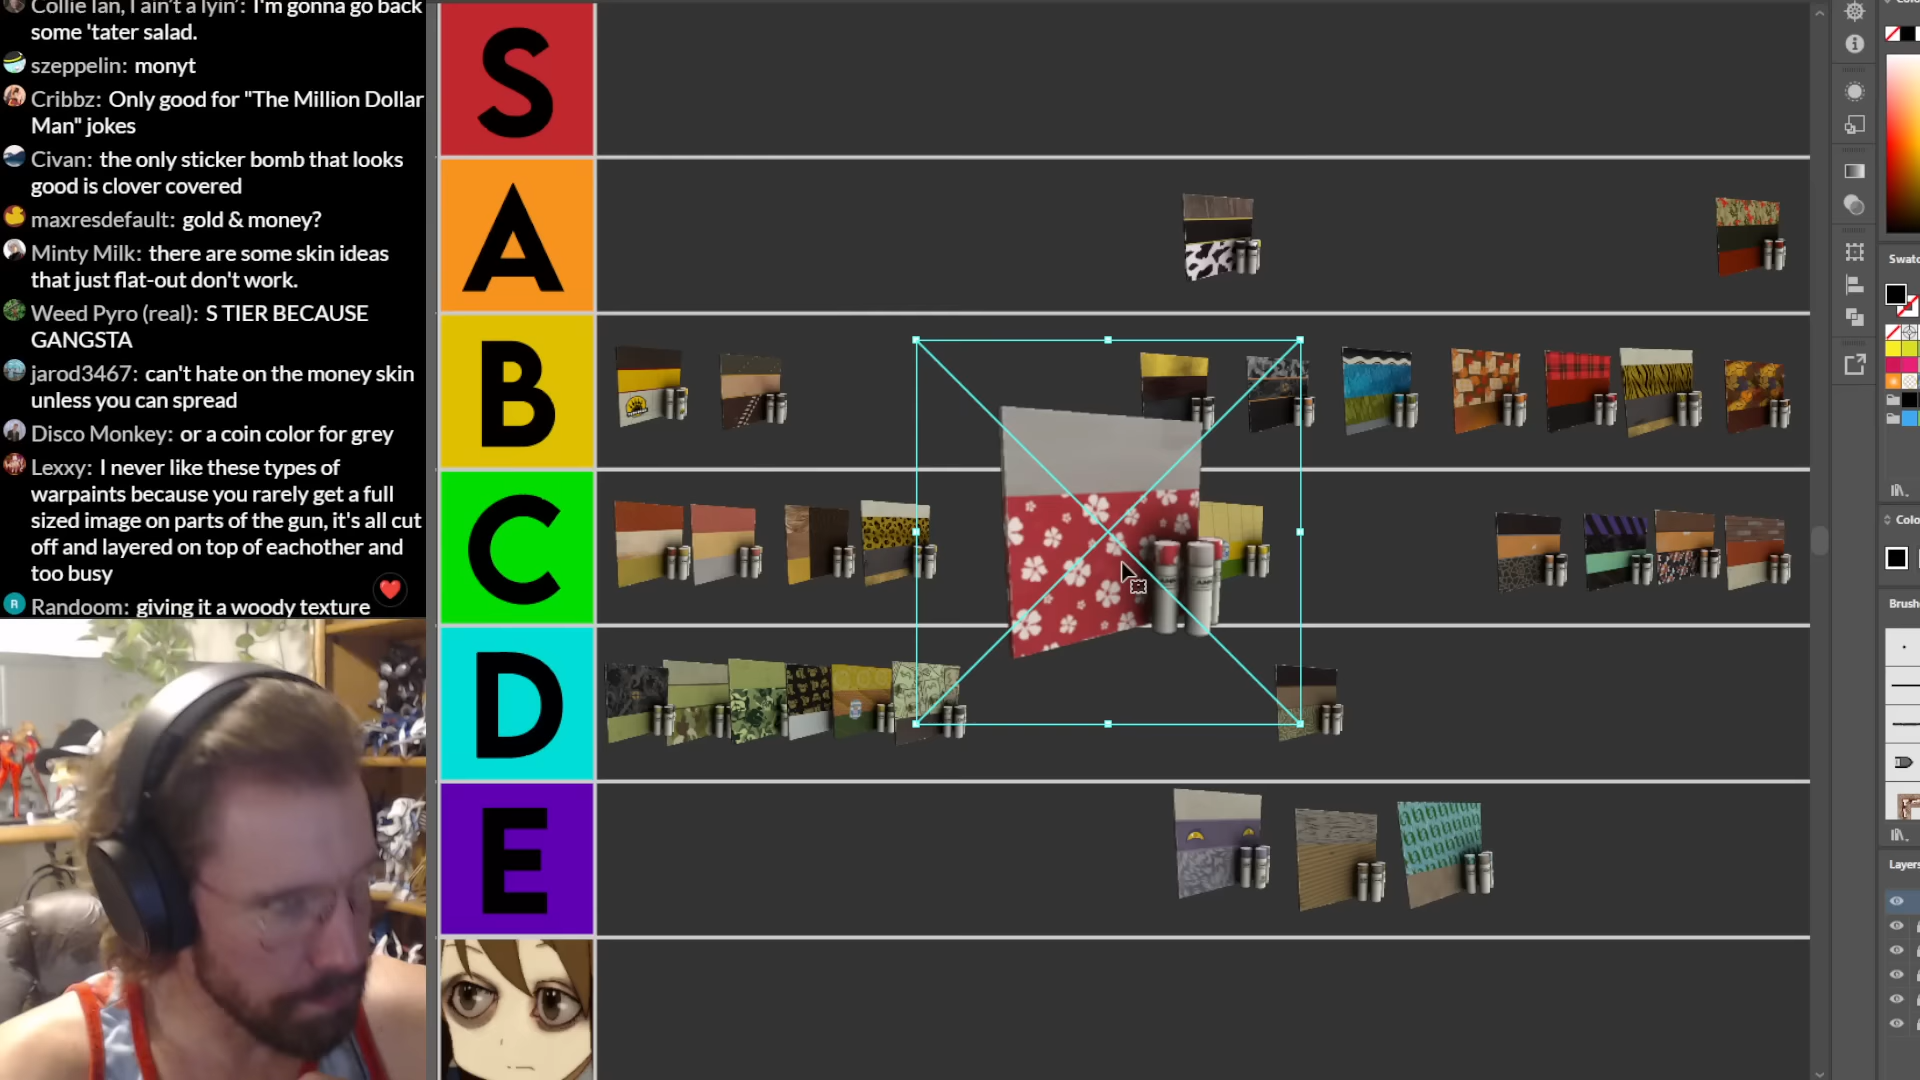 Collie Ian, I ain't a lyin': I'm gonna go back
some 'tater salad.
szeppelin: monyt
Cribbz: Only good for "The Million Dollar
Man" jokes
Civan: the only sticker bomb that looks
good is clover covered
maxresdefault: gold & money?
Minty Milk: there are some skin ideas
that just flat-out don't work.
Weed Pyro (real): S TIER BECAUSE
GANGSTA
jarod3467: can't hate on the money skin
unless you can spread
Disco Monkey: or a coin color for grey
Lexxy: I never like these types of
warpaints because you rarely get a full
sized image on parts of the gun, it's all cut
off and layered on top of eachother and
too busy
R
Randoom: giving it a woody texture
S
A
B
C
D
E
Swatc
Colo
Brush
Layers